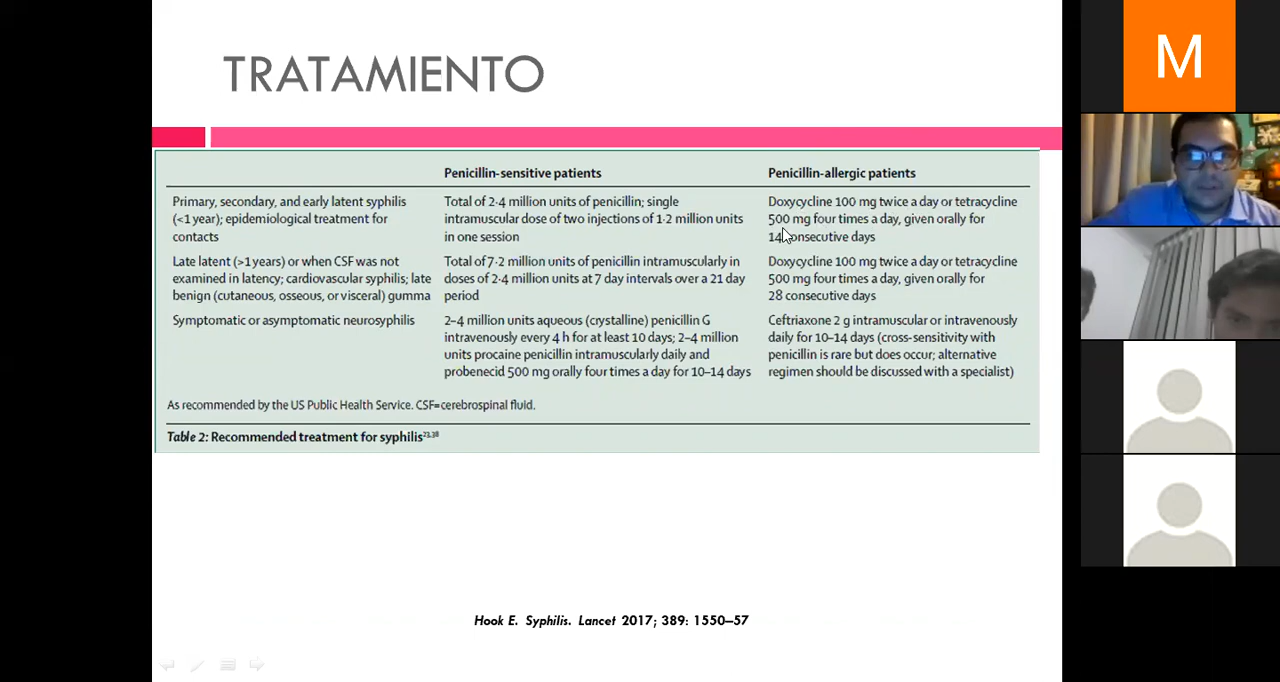 TRATAMIENTO
Penicillin-sensitive patients
Penicillin-allergic patients
Primary, secondary, and early latent syphilis
(<1 year); epidemiological treatment for
contacts
Total of 2·4 million units of penicillin; single
intramuscular dose of two injections of 1·2 million units
in one session
Doxycycline 100 mg twice a day or tetracycline
500 mg four times a day, given orally for
14 consecutive days
Late latent (>1 years) or when CSF was not
examined in latency; cardiovascular syphilis; late
benign (cutaneous, osseous, or visceral) gumma
Total of 7·2 million units of penicillin intramuscularly in
doses of 2·4 million units at 7 day intervals over a 21 day
period
Doxycycline 100 mg twice a day or tetracycline
500 mg four times a day, given orally for
28 consecutive days
Symptomatic or asymptomatic neurosyphilis
2–4 million units aqueous (crystalline) penicillin G
intravenously every 4 h for at least 10 days; 2–4 million
units procaine penicillin intramuscularly daily and
probenecid 500 mg orally four times a day for 10–14 days
Ceftriaxone 2 g intramuscular or intravenously
daily for 10–14 days (cross-sensitivity with
penicillin is rare but does occur; alternative
regimen should be discussed with a specialist)
As recommended by the US Public Health Service. CSF=cerebrospinal fluid.
Table 2: Recommended treatment for syphilis23,38
Hook E. Syphilis. Lancet 2017; 389: 1550–57
M